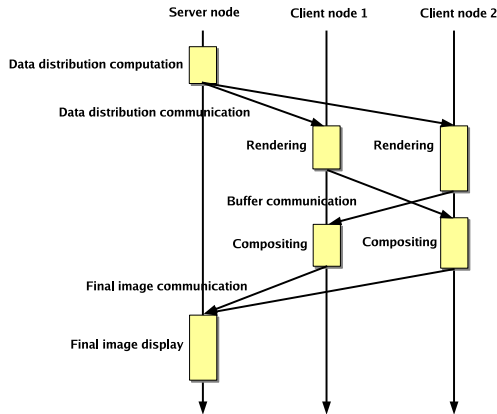 Server node
Client node 1
Client node 2
Data distribution computation
Data distribution communication
Rendering
Rendering
Buffer communication
Compositing
Compositing
Final image communication
Final image display